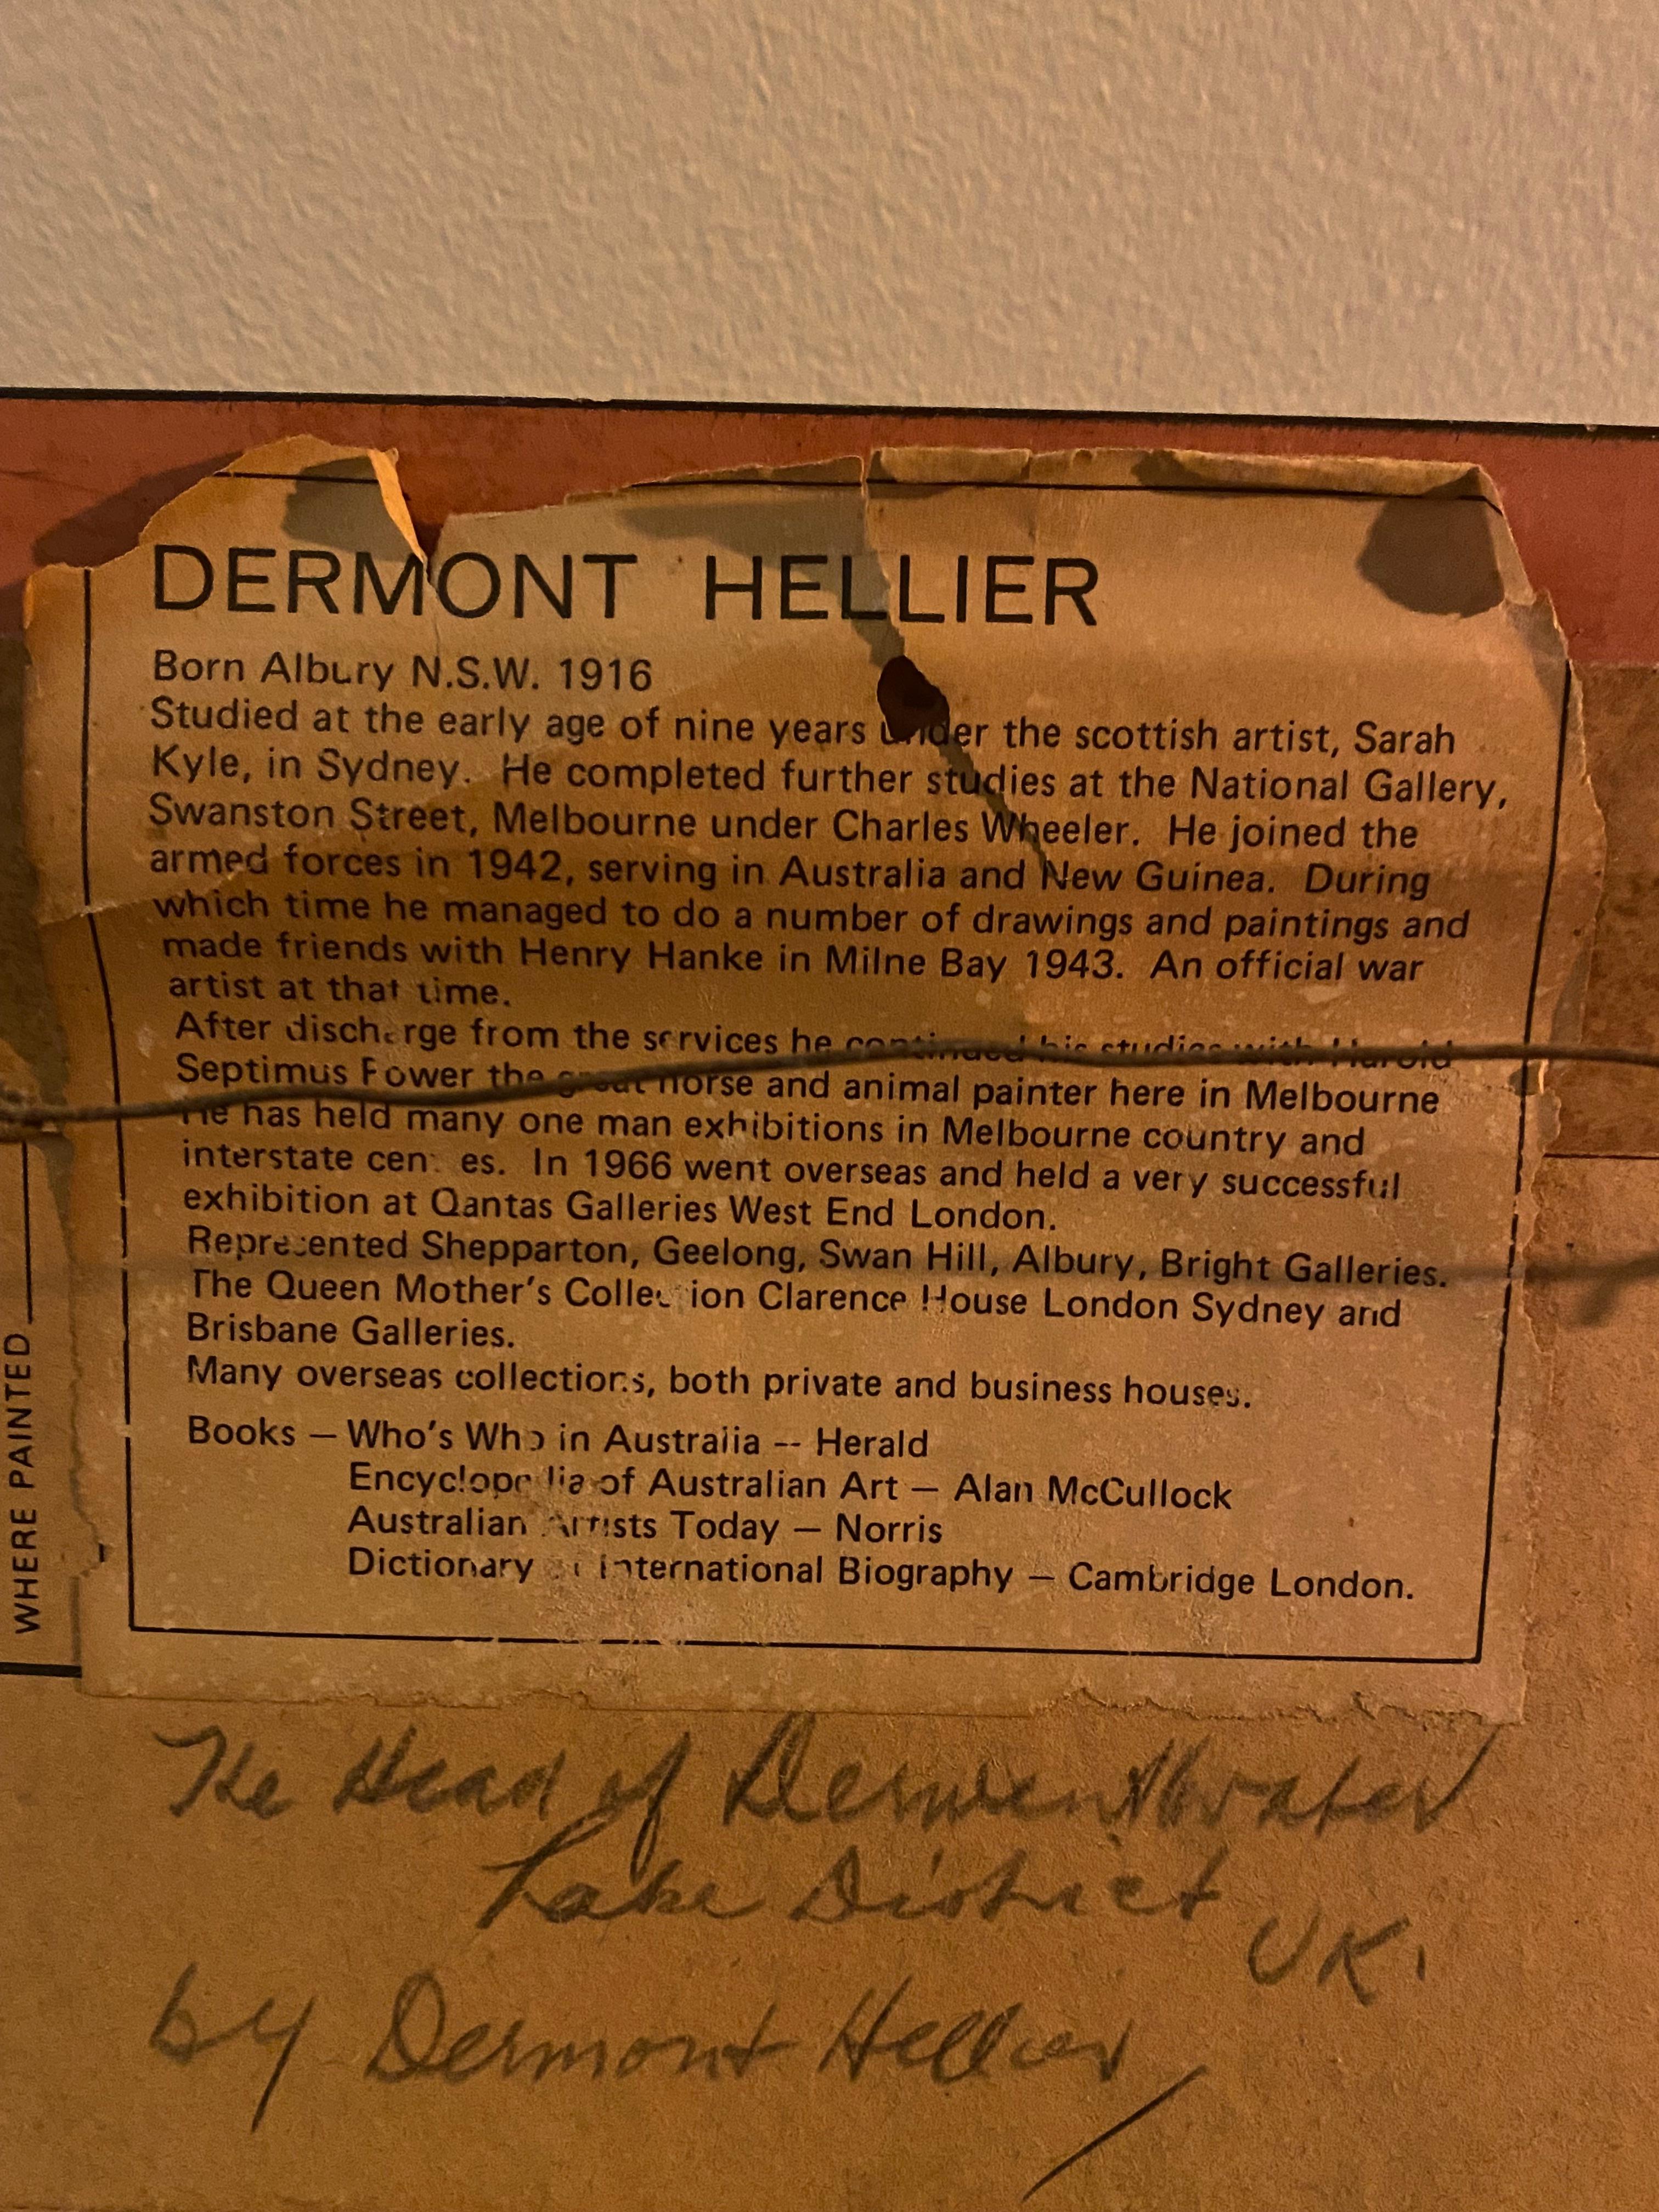 DERMONT HELLIER
Born Albury N.S.W. 1916
Studied at the early age of nine years under the scottish artist, Sarah
Kyle, in Sydney. He completed further studies at the National Gallery,
Swanston Street, Melbourne under Charles Wheeler. He joined the
armed forces in 1942, serving in Australia and New Guinea. During
which time he managed to do a number of drawings and paintings and
made friends with Henry Hanke in Milne Bay 1943. An official war
artist at that time.
After discharge from the services he continued his studies with Harold
Septimus Power the great horse and animal painter here in Melbourne
He has held many one man exhibitions in Melbourne country and
interstate centres. In 1966 went overseas and held a very successful
exhibition at Qantas Galleries West End London.
Represented Shepparton, Geelong, Swan Hill, Albury, Bright Galleries.
The Queen Mother's Collection Clarence House London Sydney and
Brisbane Galleries.
Many overseas collections, both private and business houses.
Books — Who's Who in Australia -- Herald
Encyclopedia of Australian Art — Alan McCullock
Australian Artists Today — Norris
Dictionary of International Biography — Cambridge London.
WHERE PAINTED
The Head of Derwentwater
Lake District
UK.
by Dermont Hellier